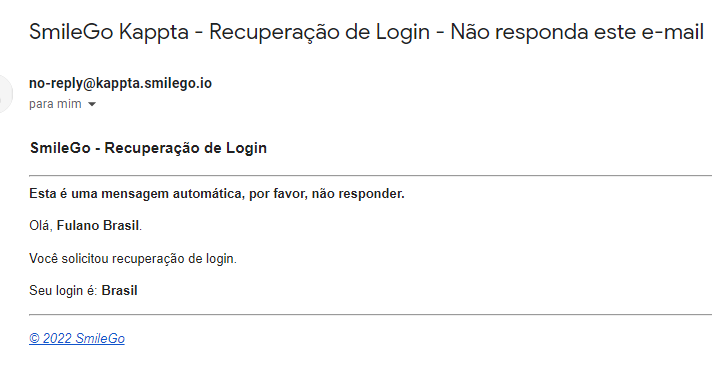 SmileGo Kappta - Recuperação de Login - Não responda este e-mail
no-reply@kappta.smilego.io
para mim
SmileGo - Recuperação de Login
Esta é uma mensagem automática, por favor, não responder.
Olá, Fulano Brasil.
Você solicitou recuperação de login.
Seu login é: Brasil
© 2022 SmileGo